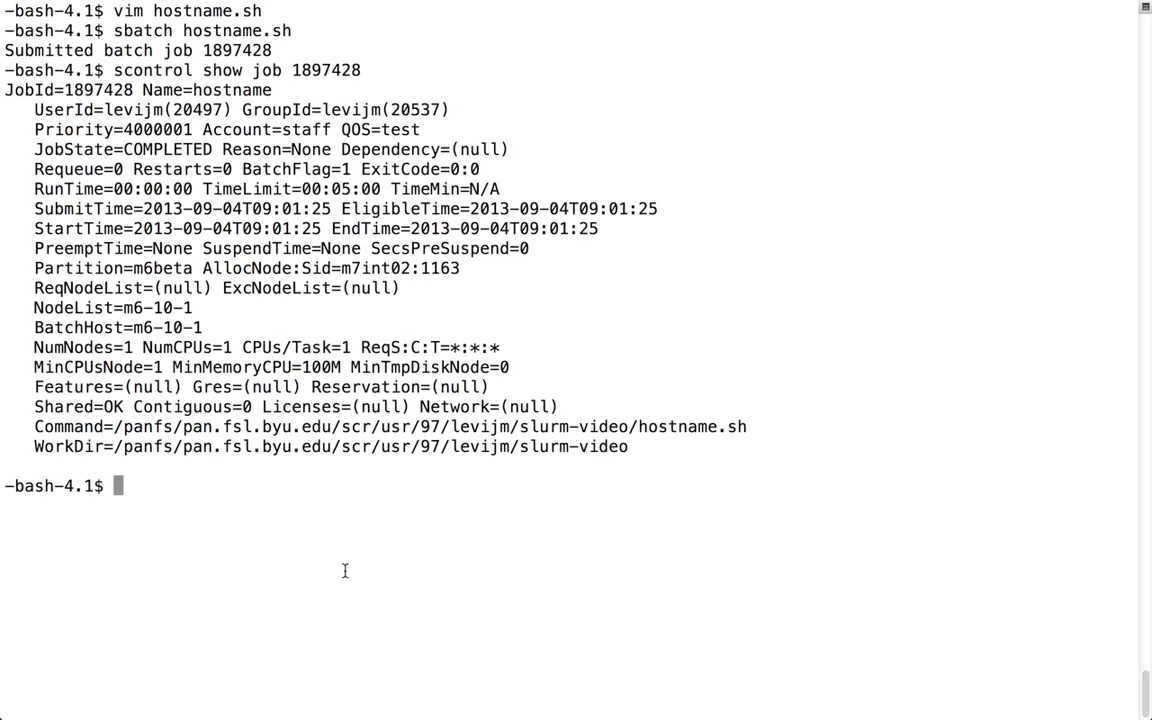 -bash-4.1$ vim hostname.sh
-bash-4.1$ sbatch hostname.sh
Submitted batch job 1897428
-bash-4.1$ scontrol show job 1897428
JobId=1897428 Name=hostname
   UserId=levijm(20497) GroupId=levijm(20537)
   Priority=4000001 Account=staff QOS=test
   JobState=COMPLETED Reason=None Dependency=(null)
   Requeue=0 Restarts=0 BatchFlag=1 ExitCode=0:0
   RunTime=00:00:00 TimeLimit=00:05:00 TimeMin=N/A
   SubmitTime=2013-09-04T09:01:25 EligibleTime=2013-09-04T09:01:25
   StartTime=2013-09-04T09:01:25 EndTime=2013-09-04T09:01:25
   PreemptTime=None SuspendTime=None SecsPreSuspend=0
   Partition=m6beta AllocNode:Sid=m7int02:1163
   ReqNodeList=(null) ExcNodeList=(null)
   NodeList=m6-10-1
   BatchHost=m6-10-1
   NumNodes=1 NumCPUs=1 CPUs/Task=1 ReqS:C:T=*:*:*
   MinCPUsNode=1 MinMemoryCPU=100M MinTmpDiskNode=0
   Features=(null) Gres=(null) Reservation=(null)
   Shared=OK Contiguous=0 Licenses=(null) Network=(null)
   Command=/panfs/pan.fsl.byu.edu/scr/usr/97/levijm/slurm-video/hostname.sh
   WorkDir=/panfs/pan.fsl.byu.edu/scr/usr/97/levijm/slurm-video
-bash-4.1$